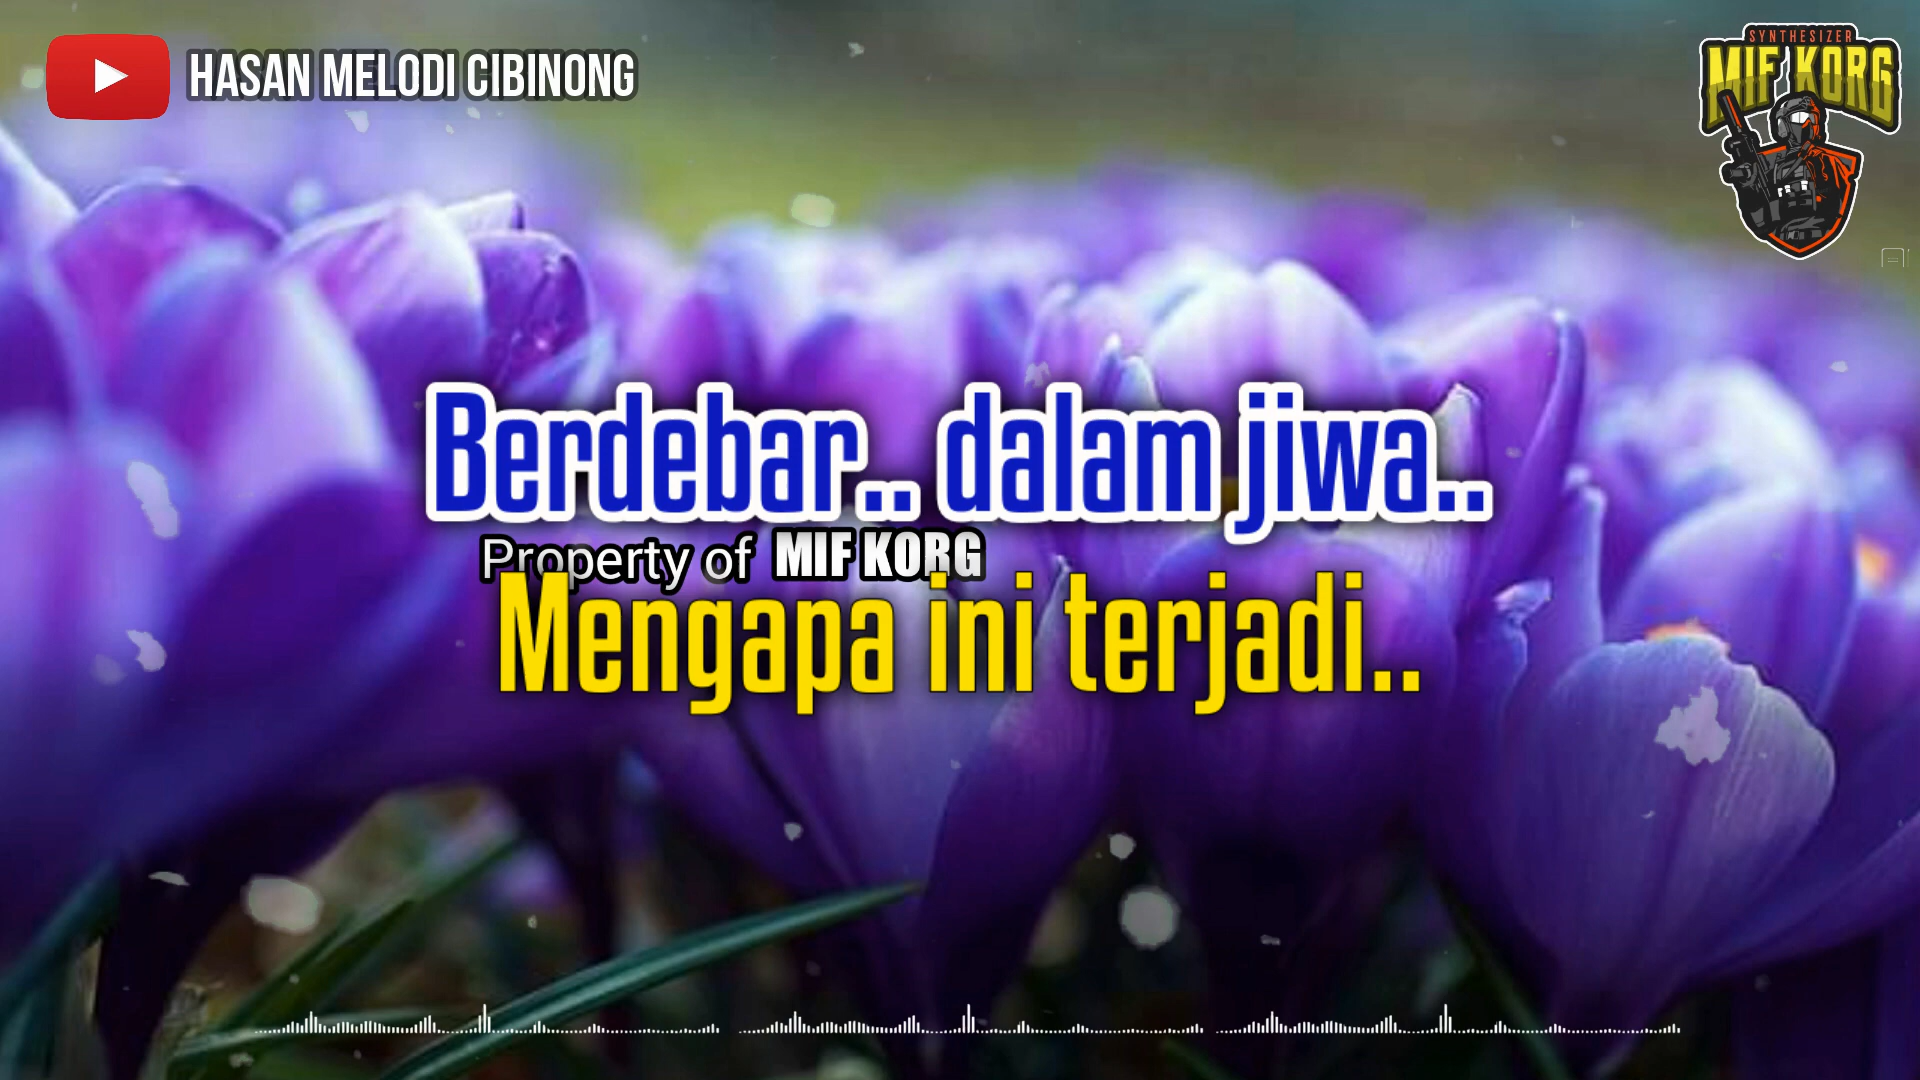 HASAN MELODI CIBINONG
SYNTHESIZER
MIF KORG
Berdebar.. dalam jiwa..
Property of MIF KORG
Mengapa ini terjadi..